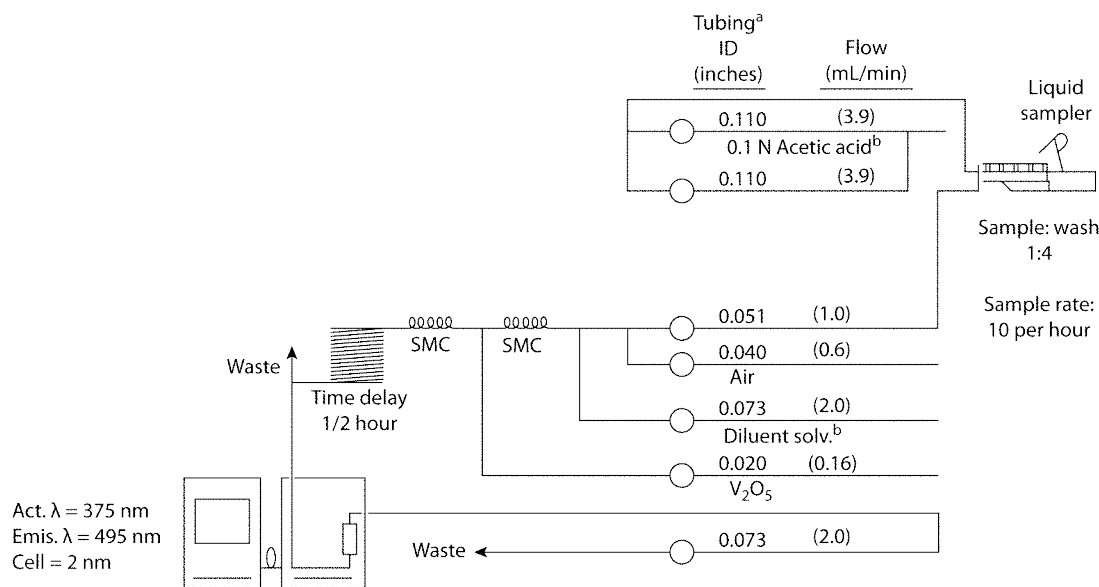 Tubingᵃ
ID
(inches)
Flow
(mL/min)
Liquid
sampler
0.110 (3.9)
0.1 N Acetic acidᵇ
0.110 (3.9)
Sample: wash
1:4
Sample rate:
10 per hour
0.051 (1.0)
SMC SMC
0.040 (0.6)
Air
Waste
Time delay
1/2 hour
0.073 (2.0)
Diluent solv.ᵇ
0.020 (0.16)
V₂O₅
Act. λ = 375 nm
Emis. λ = 495 nm
Cell = 2 nm
Waste
0.073 (2.0)